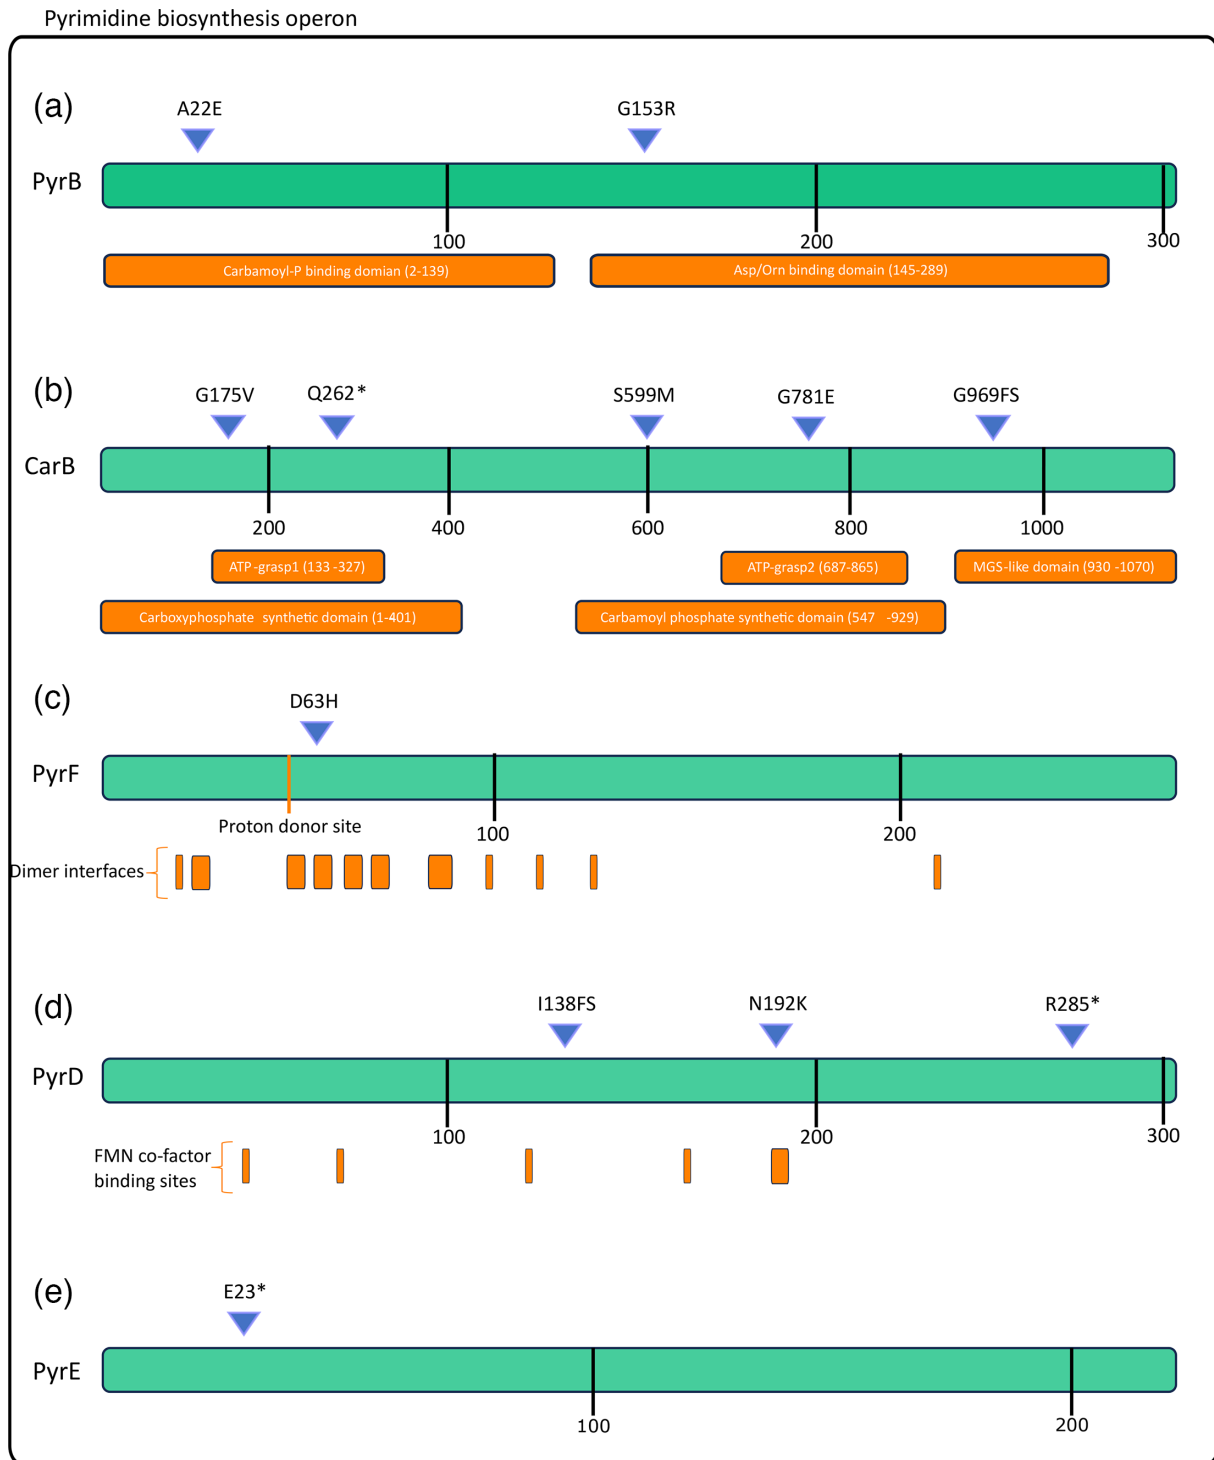 Pyrimidine biosynthesis operon
(a)
A22E G153R
PyrB
100 200 300
Carbamoyl-P binding domian (2-139) Asp/Orn binding domain (145-289)
(b)
G175V Q262* S599M G781E G969FS
CarB
200 400 600 800 1000
ATP-grasp1 (133 -327) ATP-grasp2 (687-865) MGS-like domain (930 -1070)
Carboxyphosphate synthetic domain (1-401) Carbamoyl phosphate synthetic domain (547 -929)
(c)
D63H
PyrF
Proton donor site 100 200
Dimer interfaces
(d)
I138FS N192K R285*
PyrD
100 200 300
FMN co-factor
binding sites
(e)
E23*
PyrE
100 200